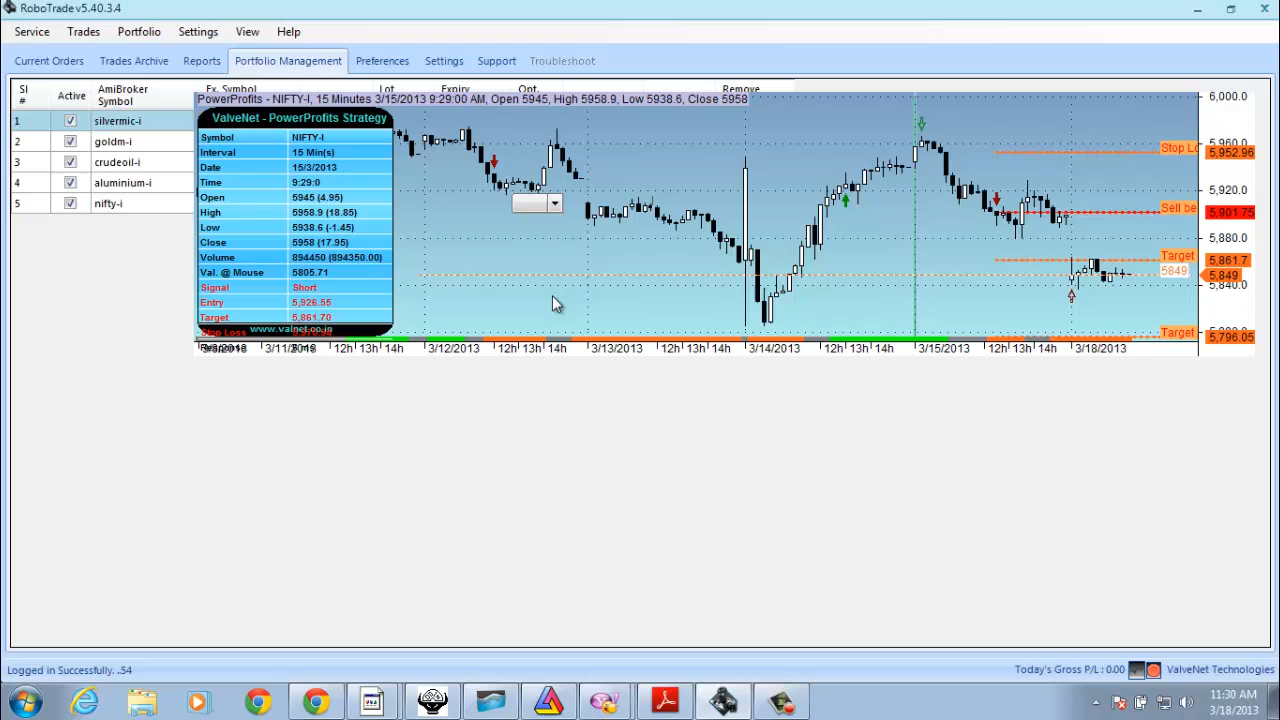 RoboTrade v5.40.3.4
Service Trades Portfolio Settings View Help
Current Orders Trades Archive Reports Portfolio Management Preferences Settings Support Troubleshoot
Sl # Active AmiBroker Symbol Ex. Symbol Lot Expiry Opt. Remove
1 silvermic-i
2 goldm-i
3 crudeoil-i
4 aluminium-i
5 nifty-i
PowerProfits - NIFTY-I, 15 Minutes 3/15/2013 9:29:00 AM, Open 5945, High 5958.9, Low 5938.6, Close 5958
ValveNet - PowerProfits Strategy
Symbol NIFTY-I
Interval 15 Min(s)
Date 15/3/2013
Time 9:29:0
Open 5945 (4.95)
High 5958.9 (18.85)
Low 5938.6 (-1.45)
Close 5958 (17.95)
Volume 894450 (894350.00)
Val. @ Mouse 5805.71
Signal Short
Entry 5,926.55
Target 5,861.70
Stop Loss
www.valnet.co.in
6,000.0
5,960.0
Stop Lo 5,952.96
5,920.0
Sell be 5,901.75
5,880.0
Target 5,861.7
5849 5,849
5,840.0
Target 5,796.05
12h 13h 14h 3/12/2013 12h 13h 14h 3/13/2013 12h 13h 14h 3/14/2013 12h 13h 14h 3/15/2013 12h 13h 14h 3/18/2013
Logged in Successfully. ..54
Today's Gross P/L : 0.00 ValveNet Technologies
11:30 AM
3/18/2013